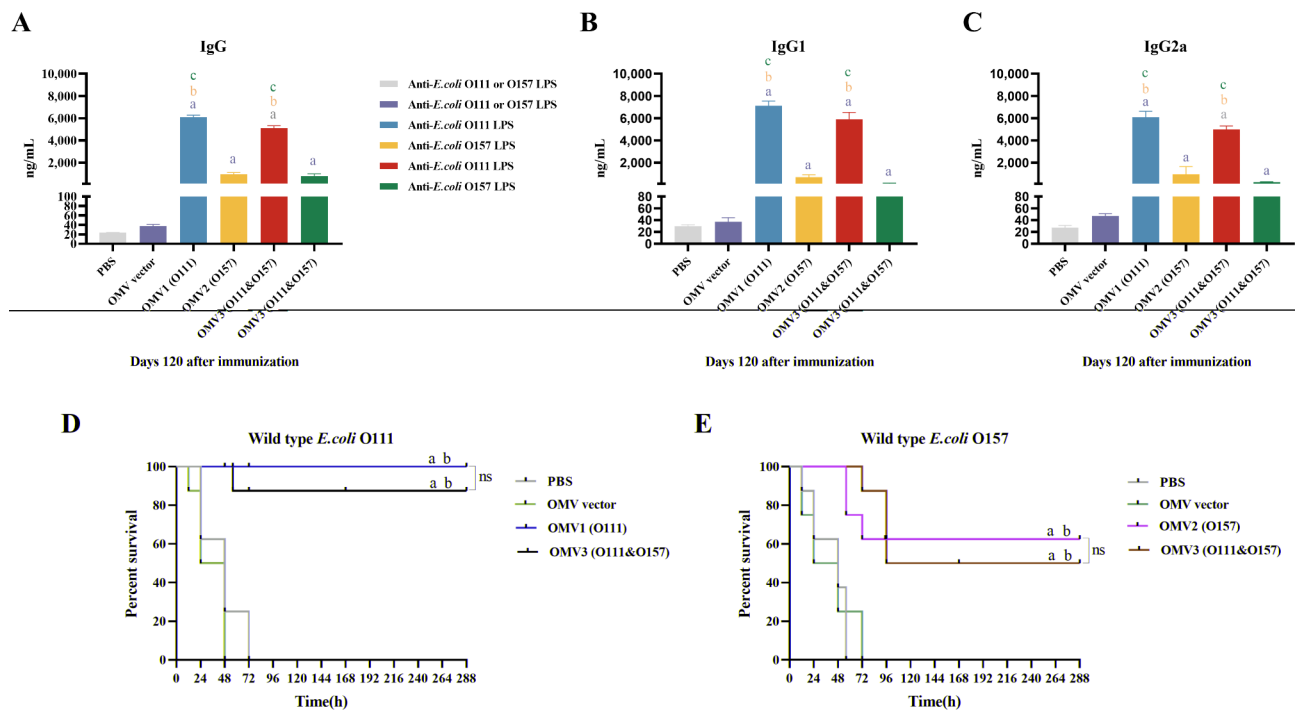 A
IgG
10,000
8,000
6,000
4,000
2,000
100
80
60
40
20
0
ng/mL
c
b
a
a
c
b
a
a
PBS
OMV vector
OMV1 (O111)
OMV2 (O157)
OMV3 (O111&O157)
OMV3 (O111&O157)
Days 120 after immunization
Anti-E.coli O111 or O157 LPS
Anti-E.coli O111 or O157 LPS
Anti-E.coli O111 LPS
Anti-E.coli O157 LPS
Anti-E.coli O111 LPS
Anti-E.coli O157 LPS
B
IgG1
10,000
8,000
6,000
4,000
2,000
80
60
40
20
0
ng/mL
c
b
a
a
c
b
a
a
PBS
OMV vector
OMV1 (O111)
OMV2 (O157)
OMV3 (O111&O157)
OMV3 (O111&O157)
Days 120 after immunization
C
IgG2a
10,000
8,000
6,000
4,000
2,000
80
60
40
20
0
ng/mL
c
b
a
a
c
b
a
a
PBS
OMV vector
OMV1 (O111)
OMV2 (O157)
OMV3 (O111&O157)
OMV3 (O111&O157)
Days 120 after immunization
D
Wild type E.coli O111
100
80
60
40
20
0
Percent survival
a b
a b
ns
0 24 48 72 96 120 144 168 192 216 240 264 288
Time(h)
PBS
OMV vector
OMV1 (O111)
OMV3 (O111&O157)
E
Wild type E.coli O157
100
80
60
40
20
0
Percent survival
a b
a b
ns
0 24 48 72 96 120 144 168 192 216 240 264 288
Time(h)
PBS
OMV vector
OMV2 (O157)
OMV3 (O111&O157)